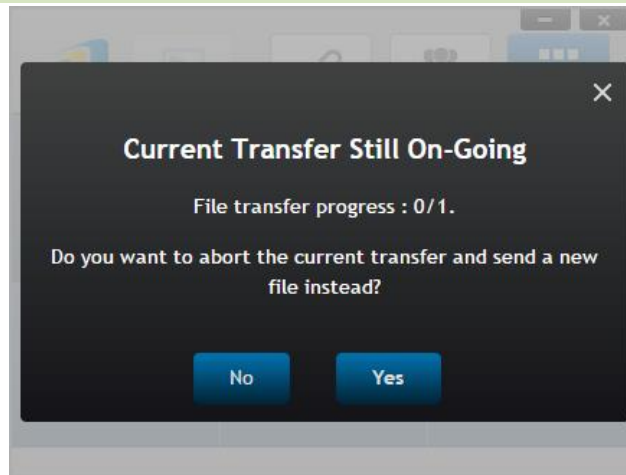 Current Transfer Still On-Going
File transfer progress : 0/1.
Do you want to abort the current transfer and send a new
file instead?
No
Yes